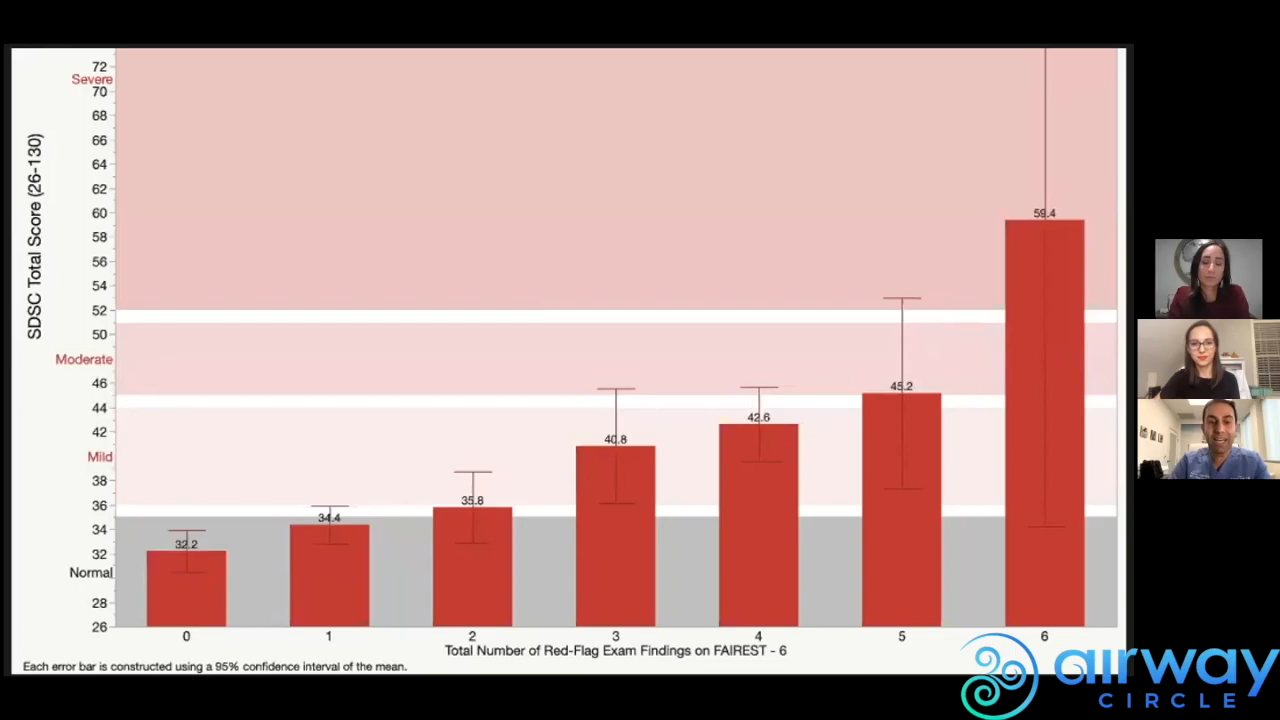 SDSC Total Score (26-130)
72
Severe
70
68
66
64
62
60
58
56
54
52
50
Moderate
46
44
42
Mild
38
36
34
32
Normal
28
26
32.2
34.4
35.8
40.8
42.6
45.2
59.4
0 1 2 3 4 5 6
Total Number of Red-Flag Exam Findings on FAIREST - 6
Each error bar is constructed using a 95% confidence interval of the mean.
airway
CIRCLE